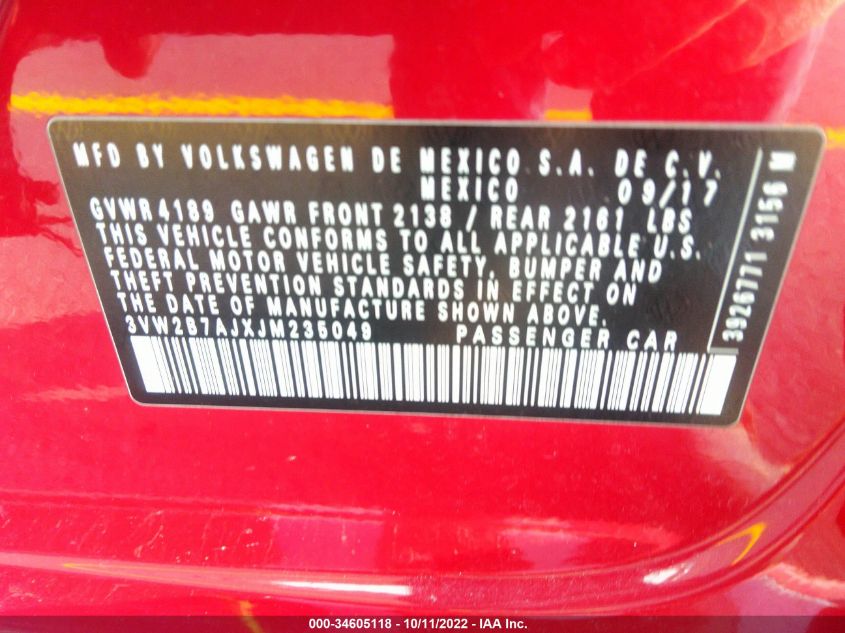 MFD BY VOLKSWAGEN DE MEXICO S.A. DE C.V.
MEXICO 09/17
GVWR 4189 GAWR FRONT 2138 / REAR 2161 LBS
THIS VEHICLE CONFORMS TO ALL APPLICABLE U.S.
FEDERAL MOTOR VEHICLE SAFETY, BUMPER AND
THEFT PREVENTION STANDARDS IN EFFECT ON
THE DATE OF MANUFACTURE SHOWN ABOVE.
3VW2B7AJXJM235049 PASSENGER CAR
39267713156 M
000-34605118 - 10/11/2022 - IAA Inc.